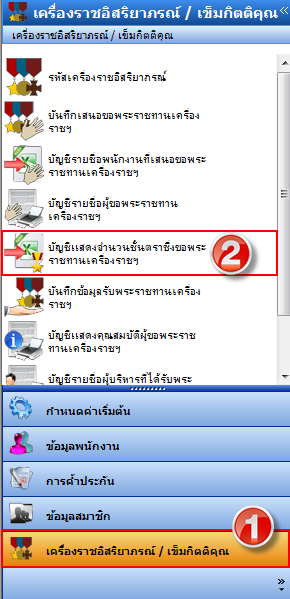 เครื่องราชอิสริยาภรณ์ / เข็มกิตติคุณ «
เครื่องราชอิสริยาภรณ์ / เข็มกิตติคุณ
รหัสเครื่องราชอิสริยาภรณ์
บันทึกเสนอขอพระราชทานเครื่อง
ราชฯ
บัญชีรายชื่อพนักงานที่เสนอขอพระ
ราชทานเครื่องราชฯ
บัญชีรายชื่อผู้ขอพระราชทาน
เครื่องราชฯ
บัญชีแสดงจำนวนชั้นตราซึ่งขอพระ
ราชทานเครื่องราชฯ
2
บันทึกข้อมูลรับพระราชทานเครื่อง
ราชฯ
บัญชีแสดงคุณสมบัติผู้ขอพระราช
ทานเครื่องราชฯ
บัญชีรายชื่อผู้บริหารที่ได้รับพระ
กำหนดค่าเริ่มต้น
ข้อมูลพนักงาน
การค้ำประกัน
ข้อมูลสมาชิก
1
เครื่องราชอิสริยาภรณ์ / เข็มกิตติคุณ
»